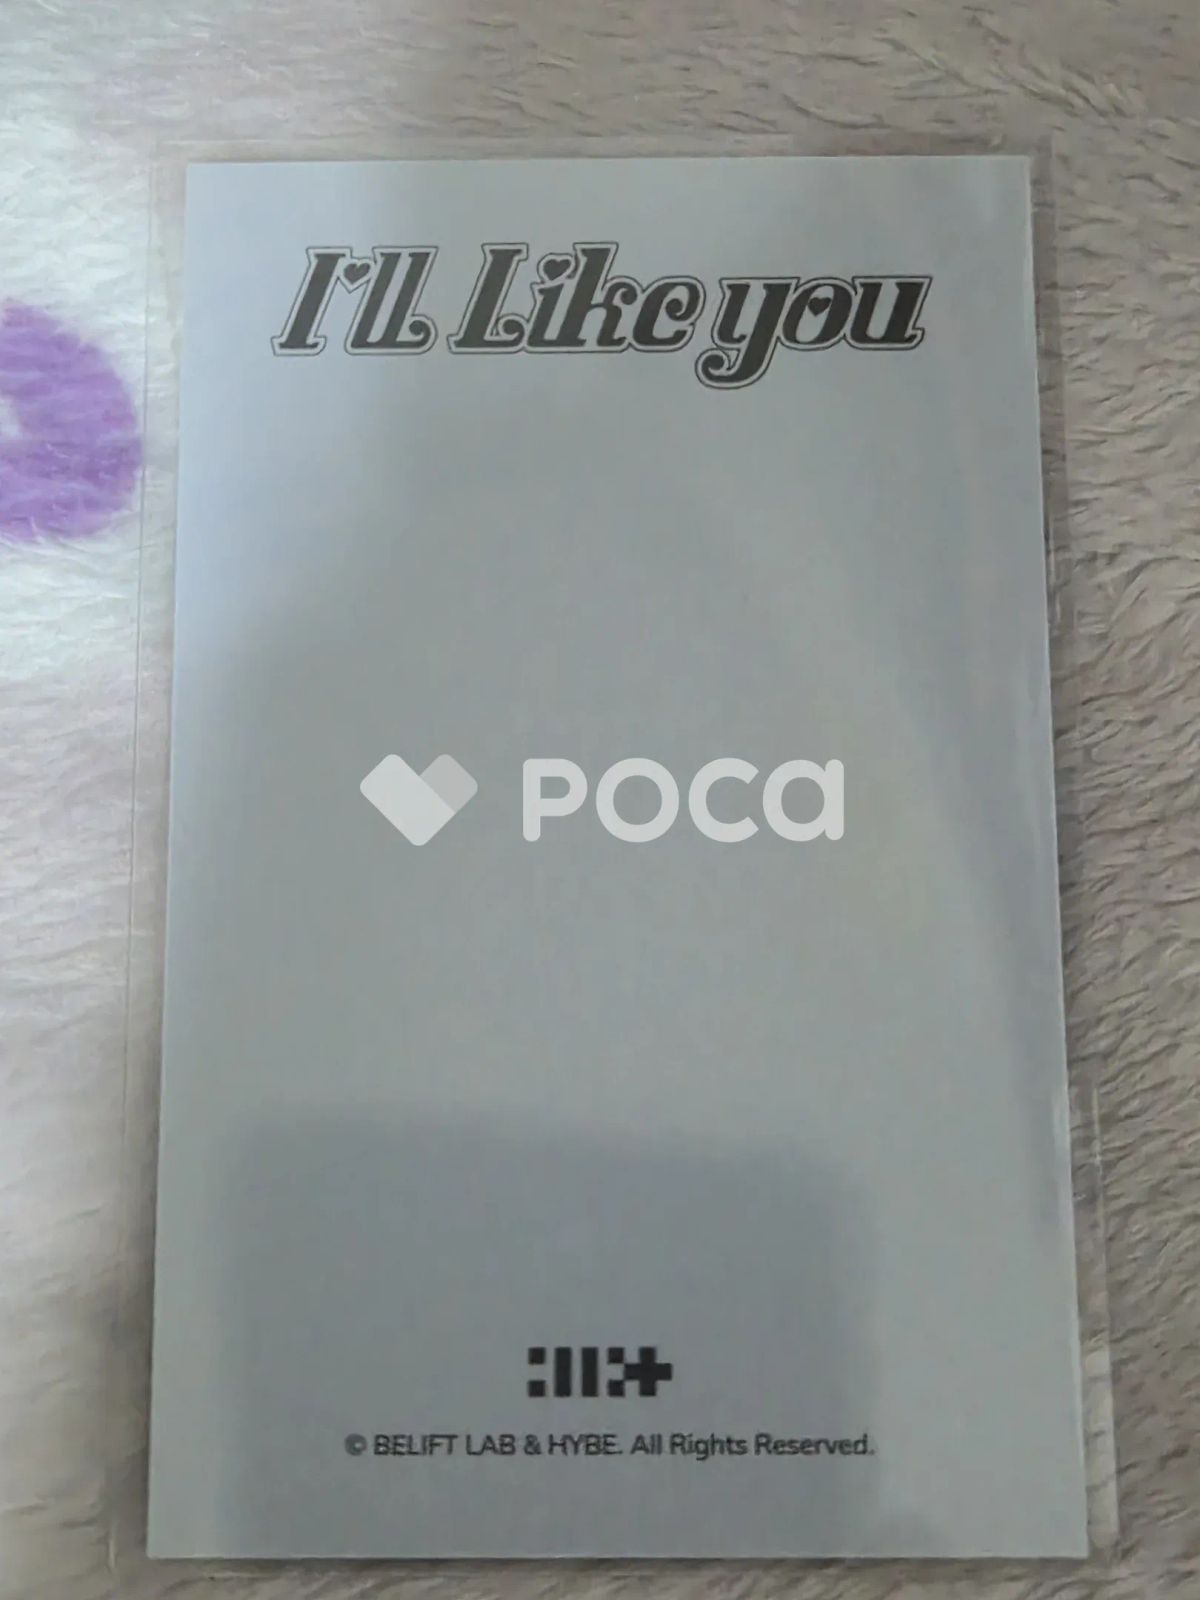 I'll Like you
POCA
© BELIFT LAB & HYBE. All Rights Reserved.